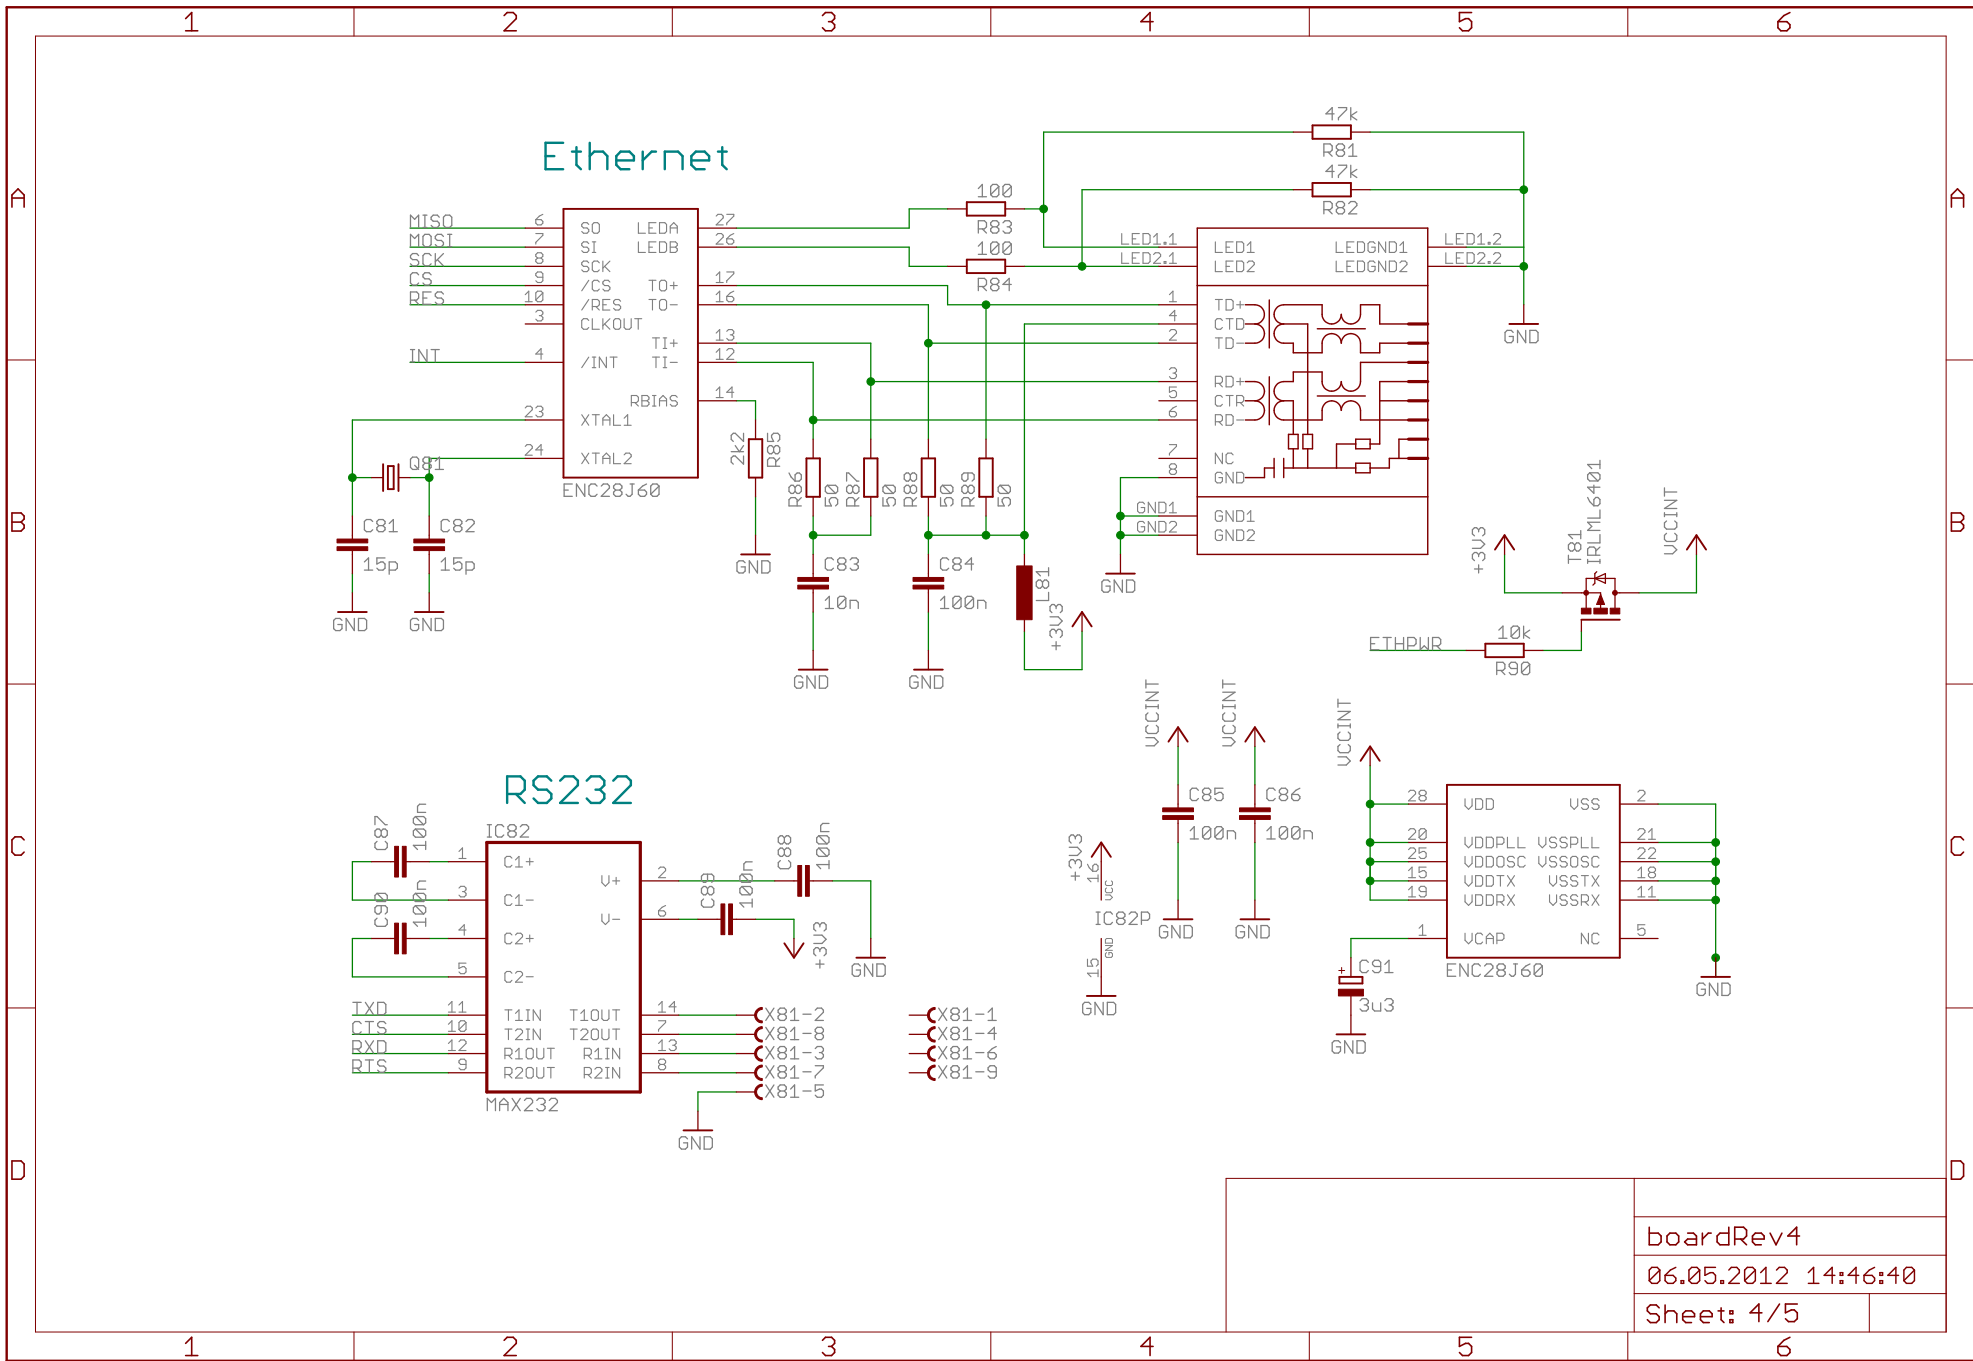 1 2 3 4 5 6
A A
B B
C C
D D
Ethernet
47k
R81
47k
R82
100
R83
100
R84
MISO 6 SO LEDA 27
MOSI 7 SI LEDB 26
SCK 8 SCK
CS 9 /CS TO+ 17
RES 10 /RES TO- 16
3 CLKOUT
TI+ 13
INT 4 /INT TI- 12
RBIAS 14
23 XTAL1
24 XTAL2
ENC28J60
Q81
C81
15p
GND
C82
15p
GND
2k2
R85
GND
R86
50
R87
50
R88
50
R89
50
C83
10n
GND
C84
100n
GND
L81
+3V3
LED1.1 LED1 LEDGND1 LED1.2
LED2.1 LED2 LEDGND2 LED2.2
1 TD+
4 CTD
2 TD-
3 RD+
5 CTR
6 RD-
7 NC
8 GND
GND1 GND1
GND2 GND2
GND
GND
+3V3
T81
IRLML6401
VCCINT
ETHPWR
10k
R90
RS232
C87
100n
C90
100n
IC82
1 C1+
3 C1-
4 C2+
5 C2-
V+ 2
V- 6
TXD 11 T1IN T1OUT 14 X81-2
CTS 10 T2IN T2OUT 7 X81-8
RXD 12 R1OUT R1IN 13 X81-3
RTS 9 R2OUT R2IN 8 X81-7
X81-5
MAX232
GND
C88
100n
C89
100n
+3V3
GND
X81-1
X81-4
X81-6
X81-9
+3V3
16
VCC
IC82P
15
GND
GND
VCCINT
C85
100n
GND
VCCINT
C86
100n
GND
VCCINT
28 VDD VSS 2
20 VDDPLL VSSPLL 21
25 VDDOSC VSSOSC 22
15 VDDTX VSSTX 18
19 VDDRX VSSRX 11
1 VCAP NC 5
ENC28J60
+
C91
3u3
GND
GND
boardRev4
06.05.2012 14:46:40
Sheet: 4/5
1 2 3 4 5 6